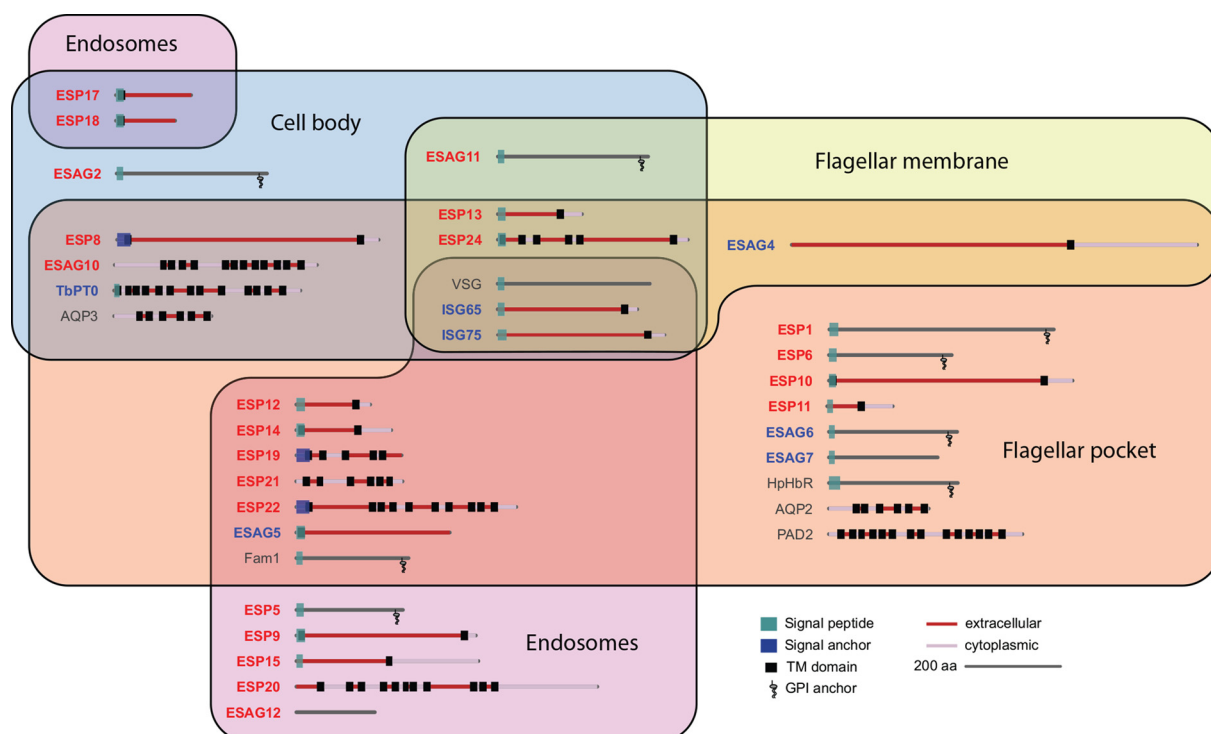 Endosomes
ESP17
ESP18
Cell body
ESAG2
ESAG11
Flagellar membrane
ESP8
ESAG10
TbPT0
AQP3
ESP13
ESP24
ESAG4
VSG
ISG65
ISG75
ESP12
ESP14
ESP19
ESP21
ESP22
ESAG5
Fam1
ESP1
ESP6
ESP10
ESP11
ESAG6
ESAG7
HpHbR
AQP2
PAD2
Flagellar pocket
ESP5
ESP9
ESP15
ESP20
ESAG12
Endosomes
Signal peptide
Signal anchor
TM domain
GPI anchor
extracellular
cytoplasmic
200 aa